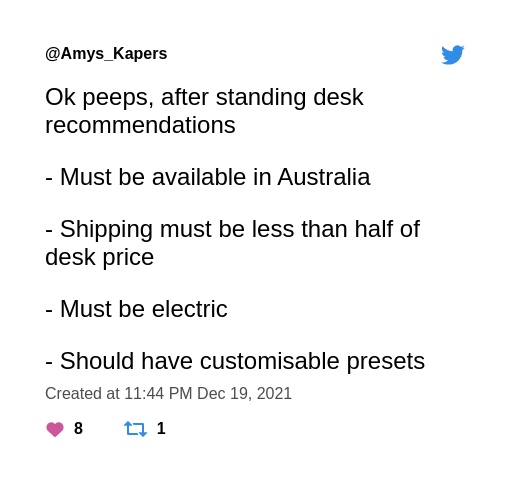 @Amys_Kapers
Ok peeps, after standing desk
recommendations
- Must be available in Australia
- Shipping must be less than half of
desk price
- Must be electric
- Should have customisable presets
Created at 11:44 PM Dec 19, 2021
8 1